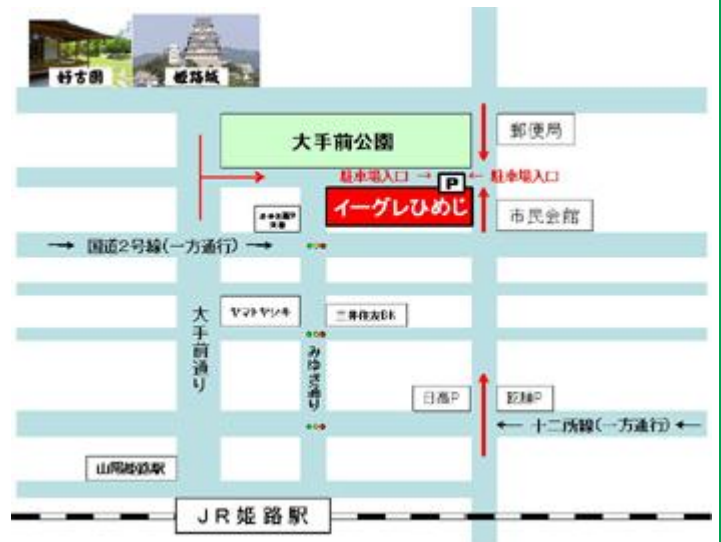 好古園
姫路城
大手前公園
郵便局
駐車場入口 →
P
← 駐車場入口
イーグレひめじ
市民会館
→ 国道2号線(一方通行) →
大手前通り
ヤマトヤシキ
三井住友BK
みゆき通り
日高P
← 十二所線(一方通行) ←
山陽姫路駅
JR姫路駅